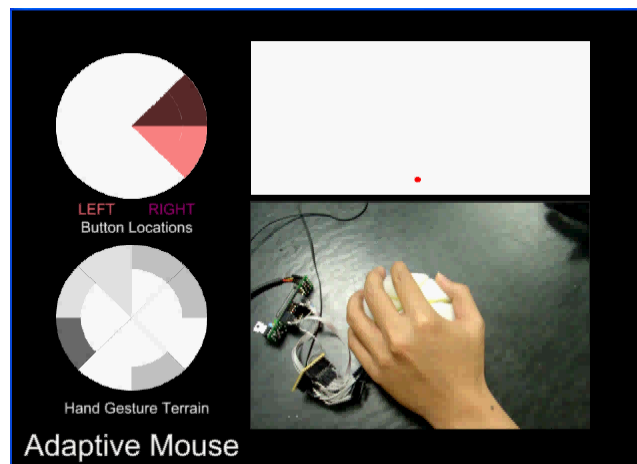 LEFT RIGHT
Button Locations
Hand Gesture Terrain
Adaptive Mouse